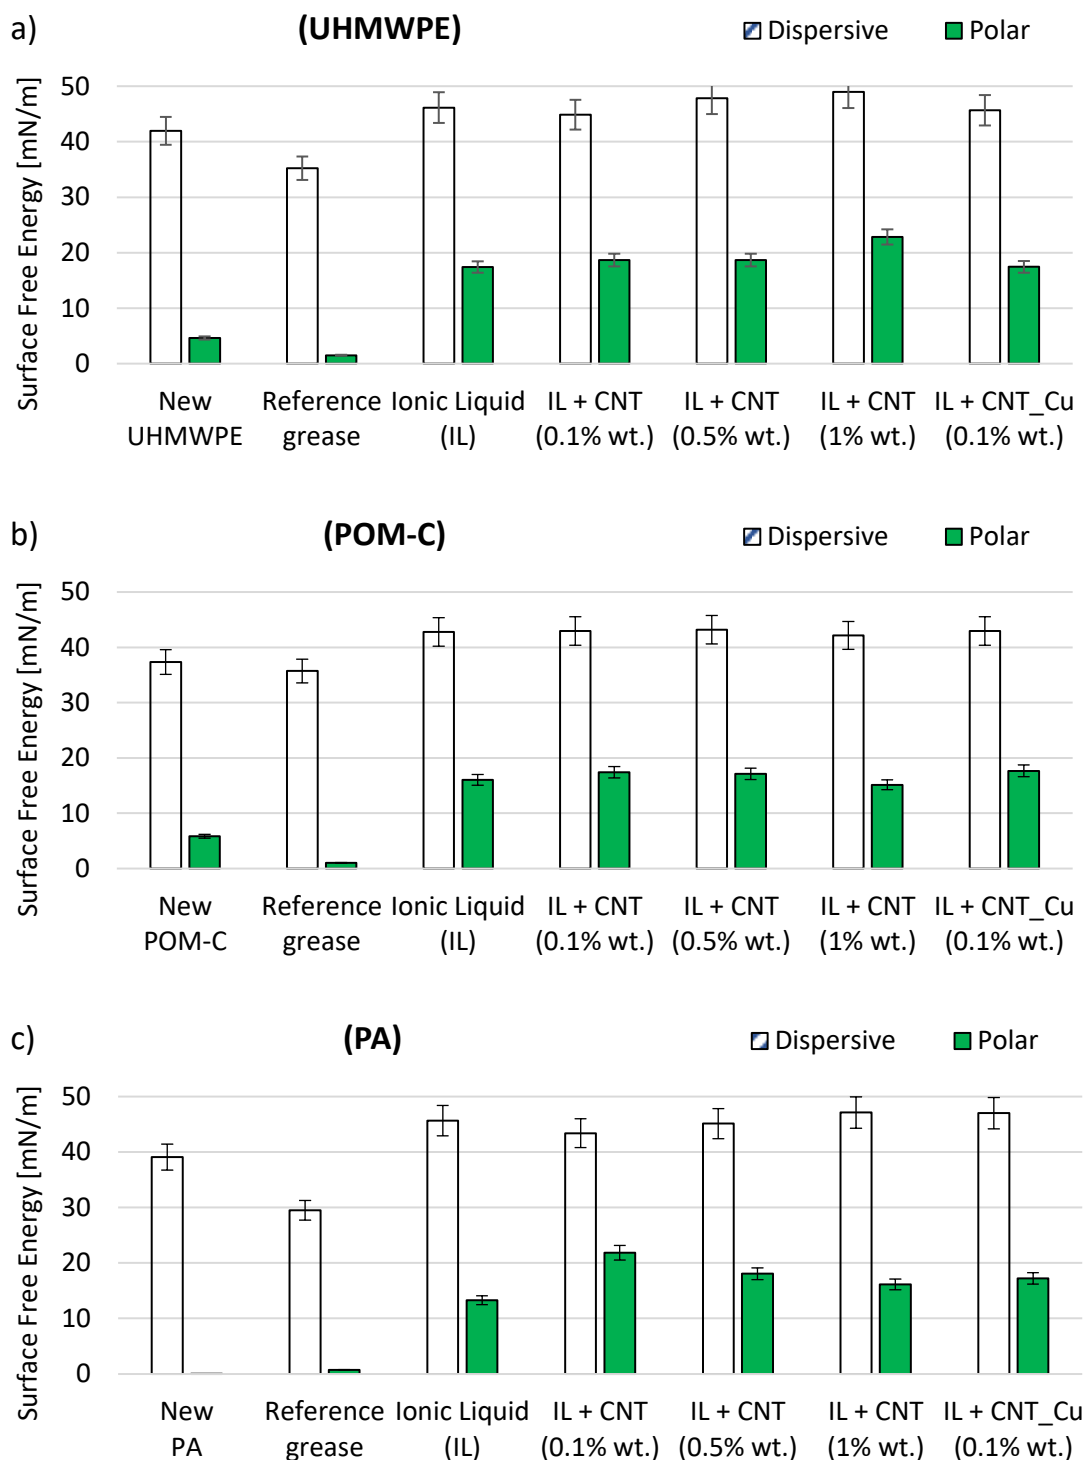 a) (UHMWPE) Dispersive Polar
Surface Free Energy [mN/m]
50
40
30
20
10
0
New Reference Ionic Liquid IL + CNT IL + CNT IL + CNT IL + CNT_Cu
UHMWPE grease (IL) (0.1% wt.) (0.5% wt.) (1% wt.) (0.1% wt.)
b) (POM-C) Dispersive Polar
Surface Free Energy [mN/m]
50
40
30
20
10
0
New Reference Ionic Liquid IL + CNT IL + CNT IL + CNT IL + CNT_Cu
POM-C grease (IL) (0.1% wt.) (0.5% wt.) (1% wt.) (0.1% wt.)
c) (PA) Dispersive Polar
Surface Free Energy [mN/m]
50
40
30
20
10
0
New Reference Ionic Liquid IL + CNT IL + CNT IL + CNT IL + CNT_Cu
PA grease (IL) (0.1% wt.) (0.5% wt.) (1% wt.) (0.1% wt.)